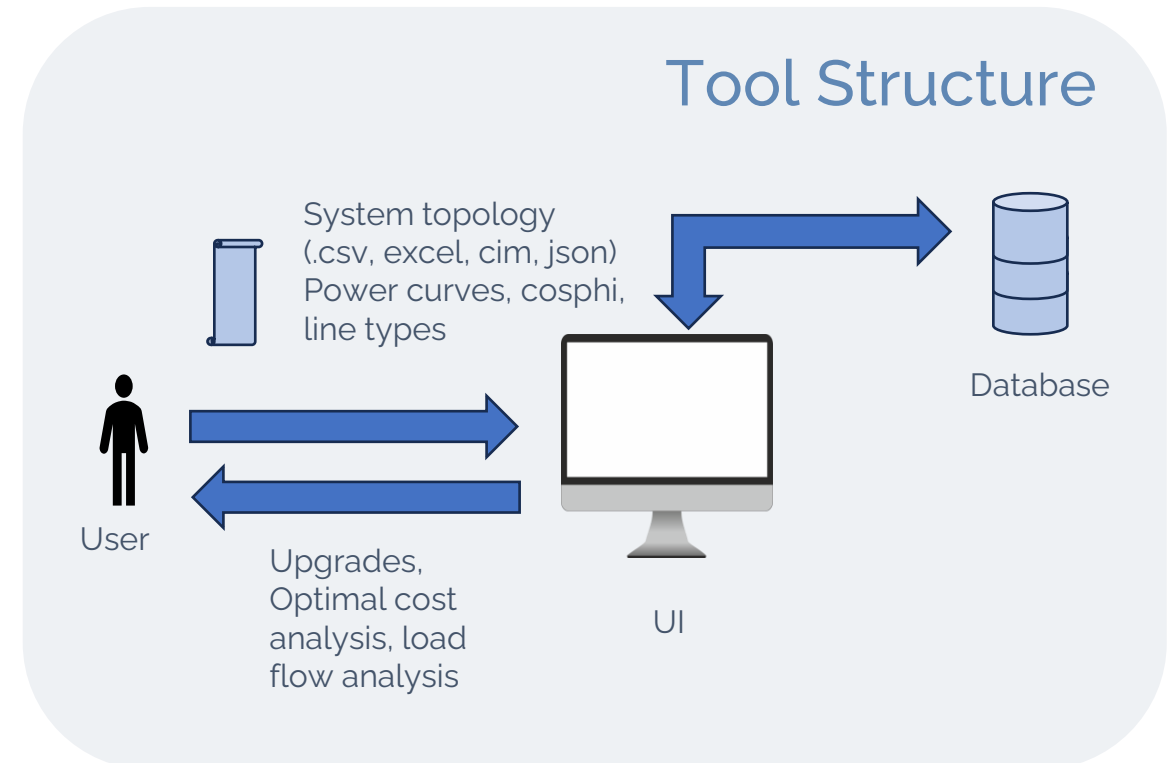 Tool Structure
System topology
(.csv, excel, cim, json)
Power curves, cosphi,
line types
Database
User
Upgrades,
Optimal cost
analysis, load
flow analysis
UI